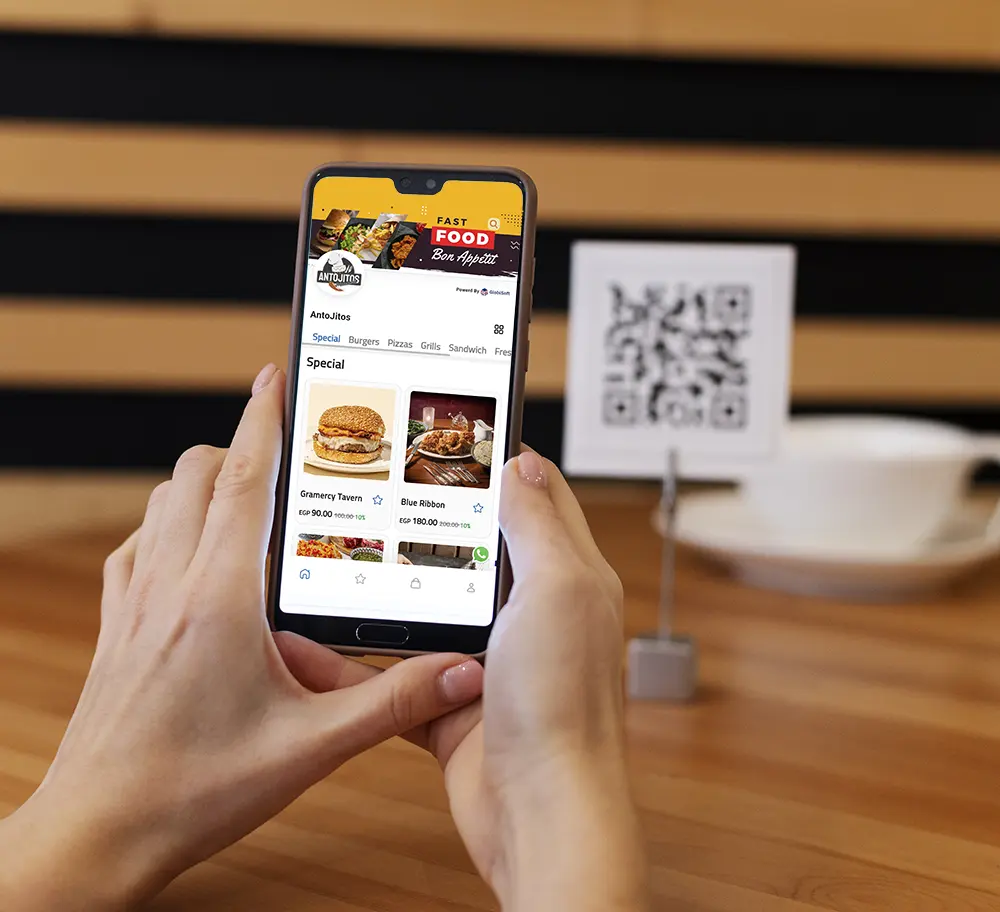 FAST
FOOD
Bon Appetit
ANTOJITOS
Powerd By GlobiSoft
AntoJitos
Special Burgers Pizzas Grills Sandwich Fres
Special
Gramercy Tavern
EGP 90.00 100.00 10%
Blue Ribbon
EGP 180.00 200.00 10%